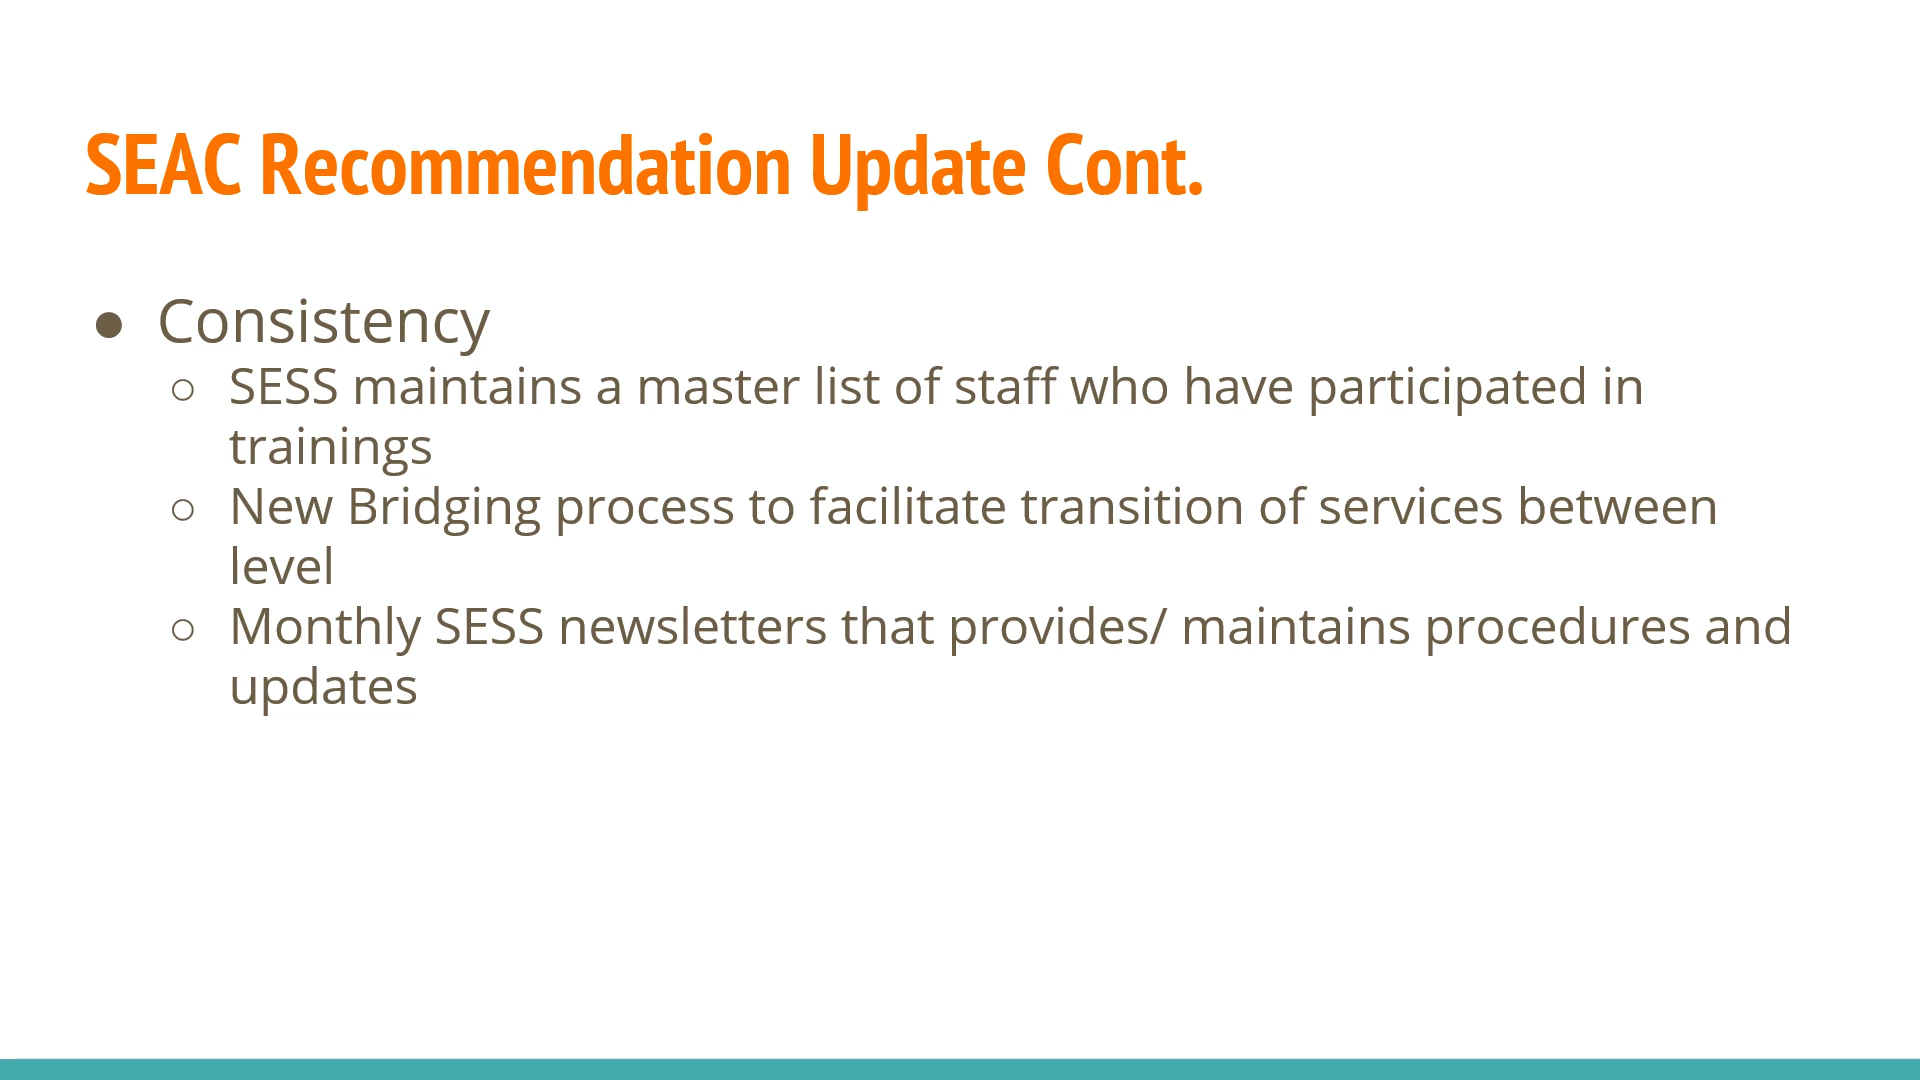 SEAC Recommendation Update Cont.
● Consistency
○ SESS maintains a master list of staff who have participated in
trainings
○ New Bridging process to facilitate transition of services between
level
○ Monthly SESS newsletters that provides/ maintains procedures and
updates